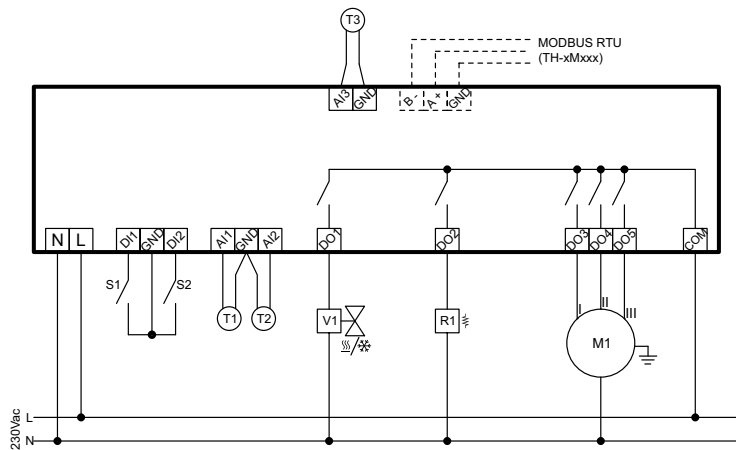 T3
MODBUS RTU
(TH-xMxxx)
AI3 GND B - A + GND
N L DI1 GND DI2 AI1 GND AI2 DO1 DO2 DO3 DO4 DO5 COM
S1 S2
I II III
T1 T2 V1 R1 M1
230Vac
L
N